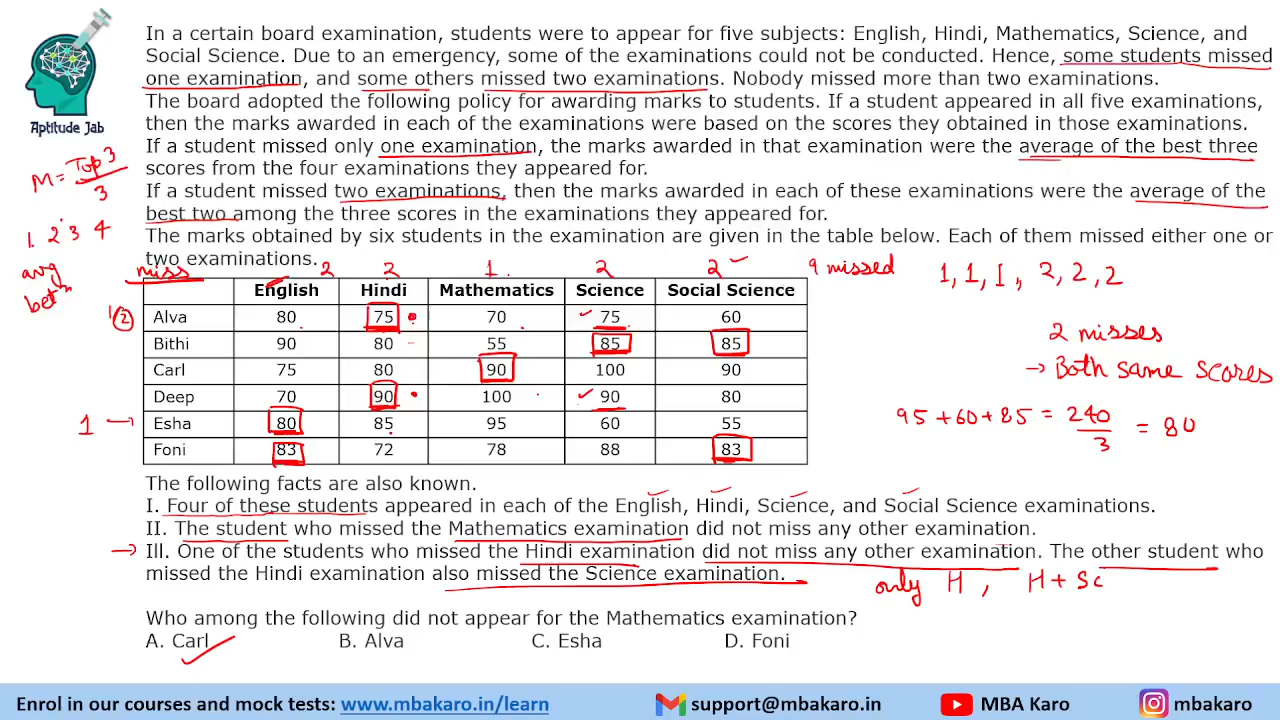 In a certain board examination, students were to appear for five subjects: English, Hindi, Mathematics, Science, and
Social Science. Due to an emergency, some of the examinations could not be conducted. Hence, some students missed
one examination, and some others missed two examinations. Nobody missed more than two examinations.
Aptitude Jab
The board adopted the following policy for awarding marks to students. If a student appeared in all five examinations,
then the marks awarded in each of the examinations were based on the scores they obtained in those examinations.
If a student missed only one examination, the marks awarded in that examination were the average of the best three
scores from the four examinations they appeared for.
If a student missed two examinations, then the marks awarded in each of these examinations were the average of the
best two among the three scores in the examinations they appeared for.
The marks obtained by six students in the examination are given in the table below. Each of them missed either one or
two examinations.
M = Top 3
3
1 2 3 4
avg
bet 3
miss 2 2 1 2 2 9 missed 1, 1, 1, 2, 2, 2
English Hindi Mathematics Science Social Science
1 2 Alva 80 75 70 75 60
Bithi 90 80 55 85 85
Carl 75 80 90 100 90
Deep 70 90 100 90 80
1 → Esha 80 85 95 60 55
Foni 83 72 78 88 83
2 misses
→ Both same scores
95 + 60 + 85 = 240 = 80
3
The following facts are also known.
I. Four of these students appeared in each of the English, Hindi, Science, and Social Science examinations.
II. The student who missed the Mathematics examination did not miss any other examination.
→ III. One of the students who missed the Hindi examination did not miss any other examination. The other student who
missed the Hindi examination also missed the Science examination.
only H, H + Sc
Who among the following did not appear for the Mathematics examination?
A. Carl B. Alva C. Esha D. Foni
Enrol in our courses and mock tests: www.mbakaro.in/learn support@mbakaro.in MBA Karo mbakaro